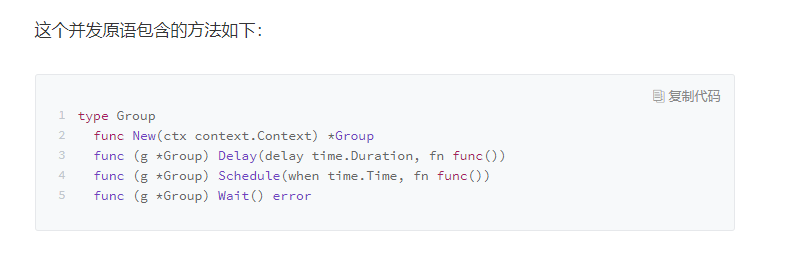 这个并发原语包含的方法如下：
复制代码
1 type Group
2   func New(ctx context.Context) *Group
3   func (g *Group) Delay(delay time.Duration, fn func())
4   func (g *Group) Schedule(when time.Time, fn func())
5   func (g *Group) Wait() error